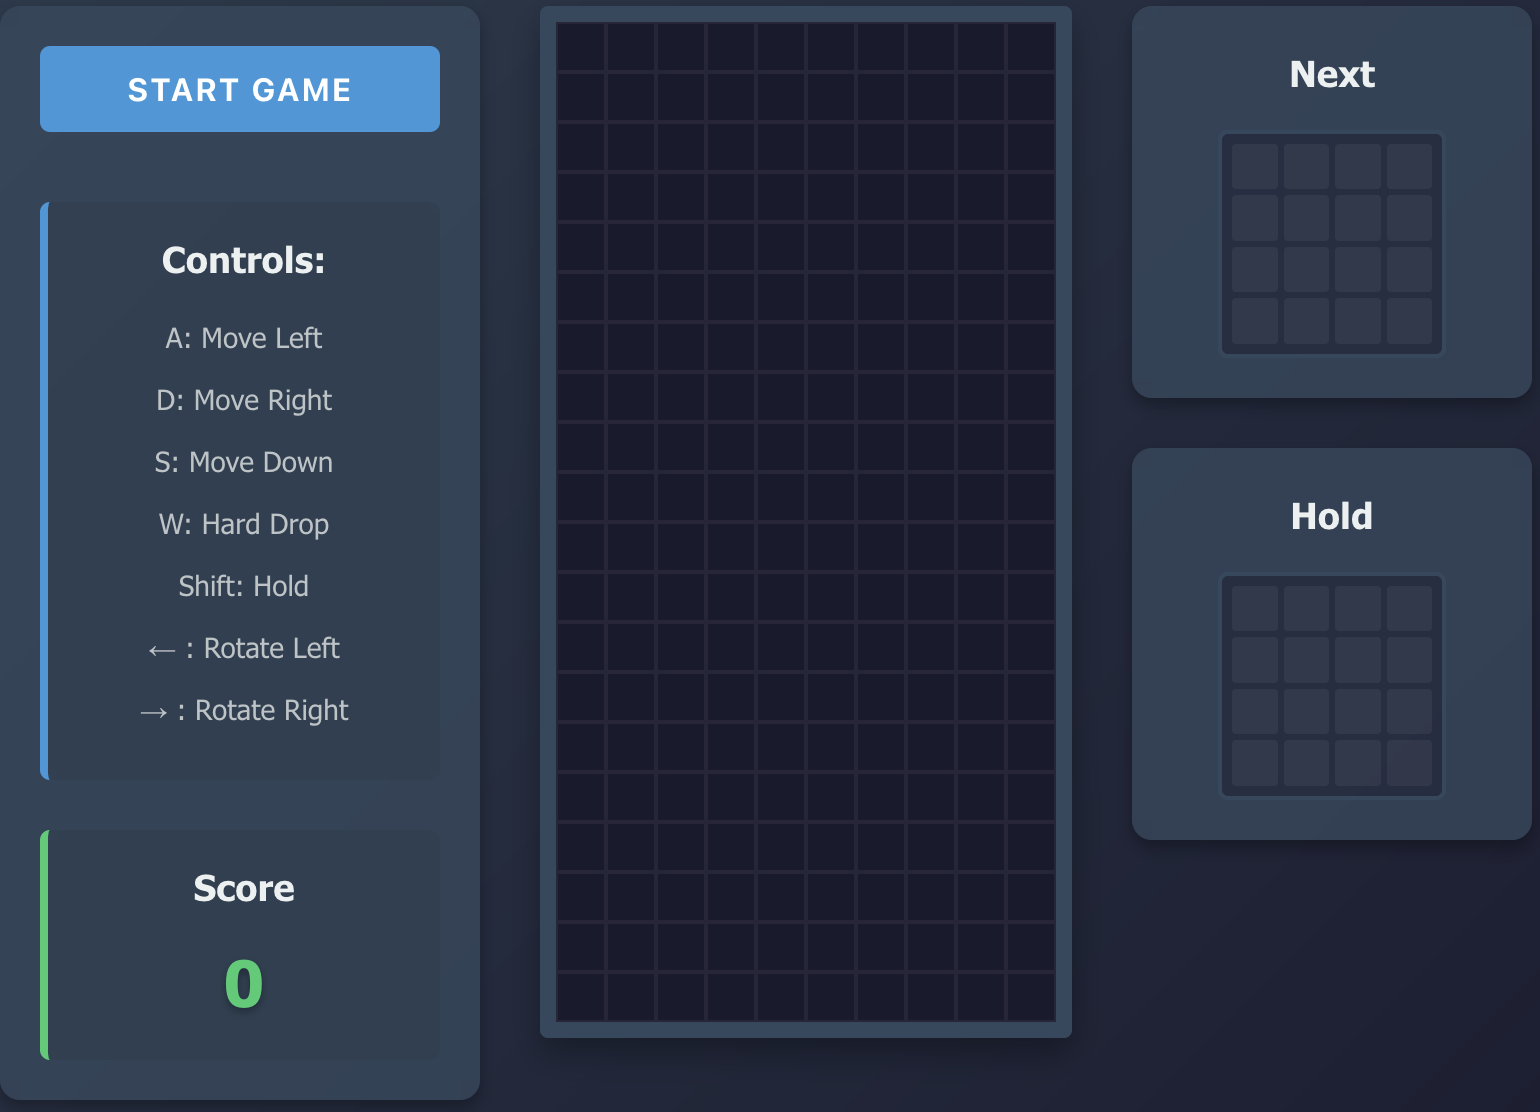 START GAME
Controls:
A: Move Left
D: Move Right
S: Move Down
W: Hard Drop
Shift: Hold
← : Rotate Left
→ : Rotate Right
Score
0
Next
Hold